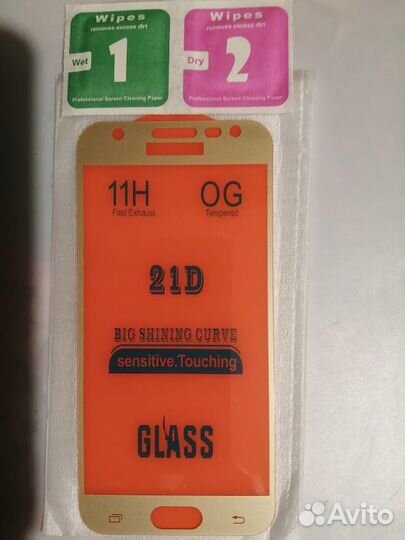 Wipes
removes excess dirt
Wet
1
Professional Screen Cleaning Paper
Wipes
removes excess dirt
Dry
2
Professional Screen Cleaning Paper
11H
Fast Exhaust
OG
Tempered
21D
BIG SHINING CURVE
sensitive.Touching
GLASS
Avito